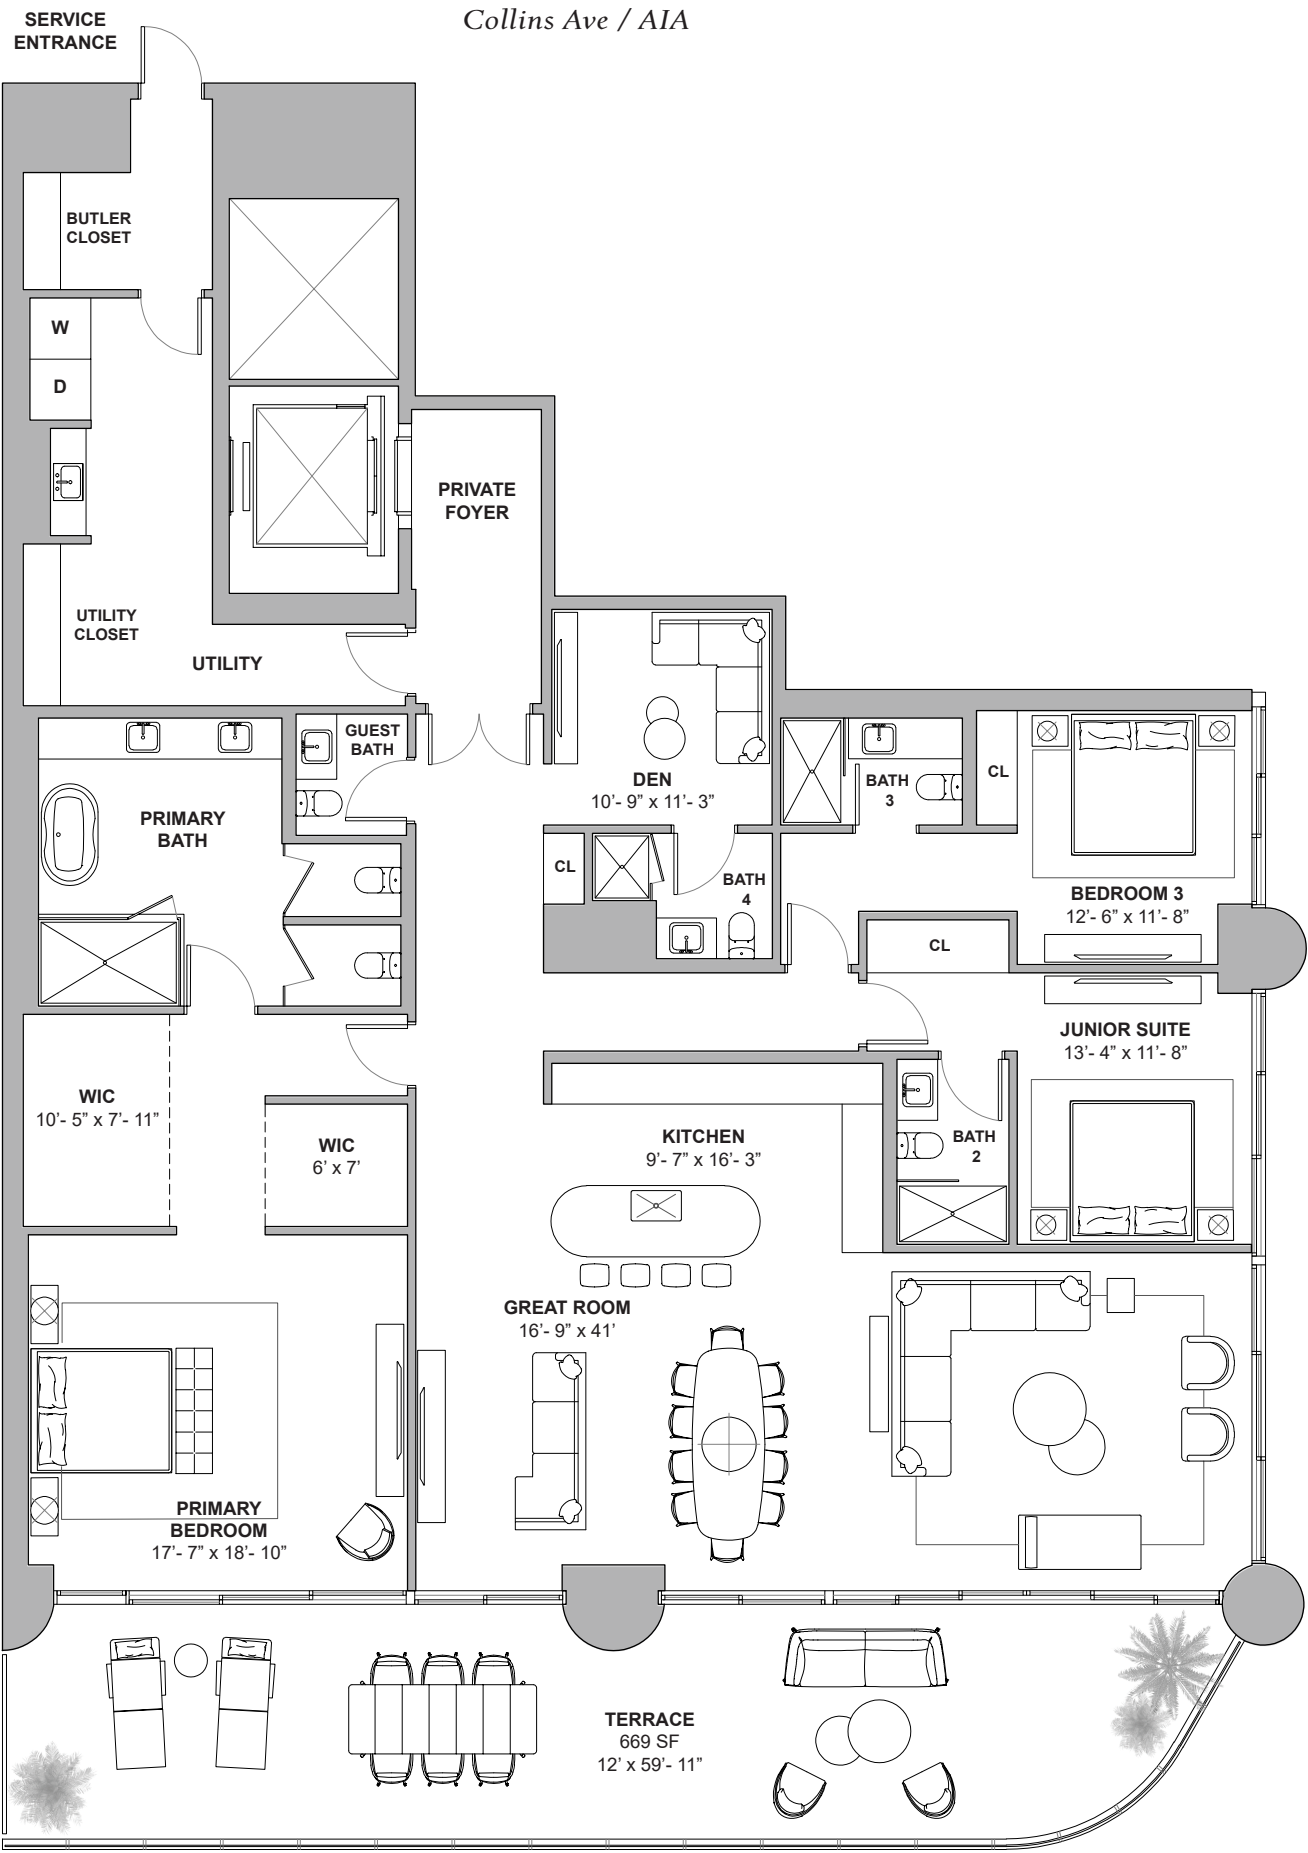 Collins Ave / AIA
SERVICE
ENTRANCE
BUTLER
CLOSET
W
D
PRIVATE
FOYER
UTILITY
CLOSET
UTILITY
GUEST
BATH
DEN
10’- 9” x 11’- 3”
BATH
3
CL
PRIMARY
BATH
CL
BATH
4
BEDROOM 3
12’- 6” x 11’- 8”
CL
JUNIOR SUITE
13’- 4” x 11’- 8”
WIC
10’- 5” x 7’- 11”
WIC
6’ x 7’
KITCHEN
9’- 7” x 16’- 3”
BATH
2
GREAT ROOM
16’- 9” x 41’
PRIMARY
BEDROOM
17’- 7” x 18’- 10”
TERRACE
669 SF
12’ x 59’- 11”